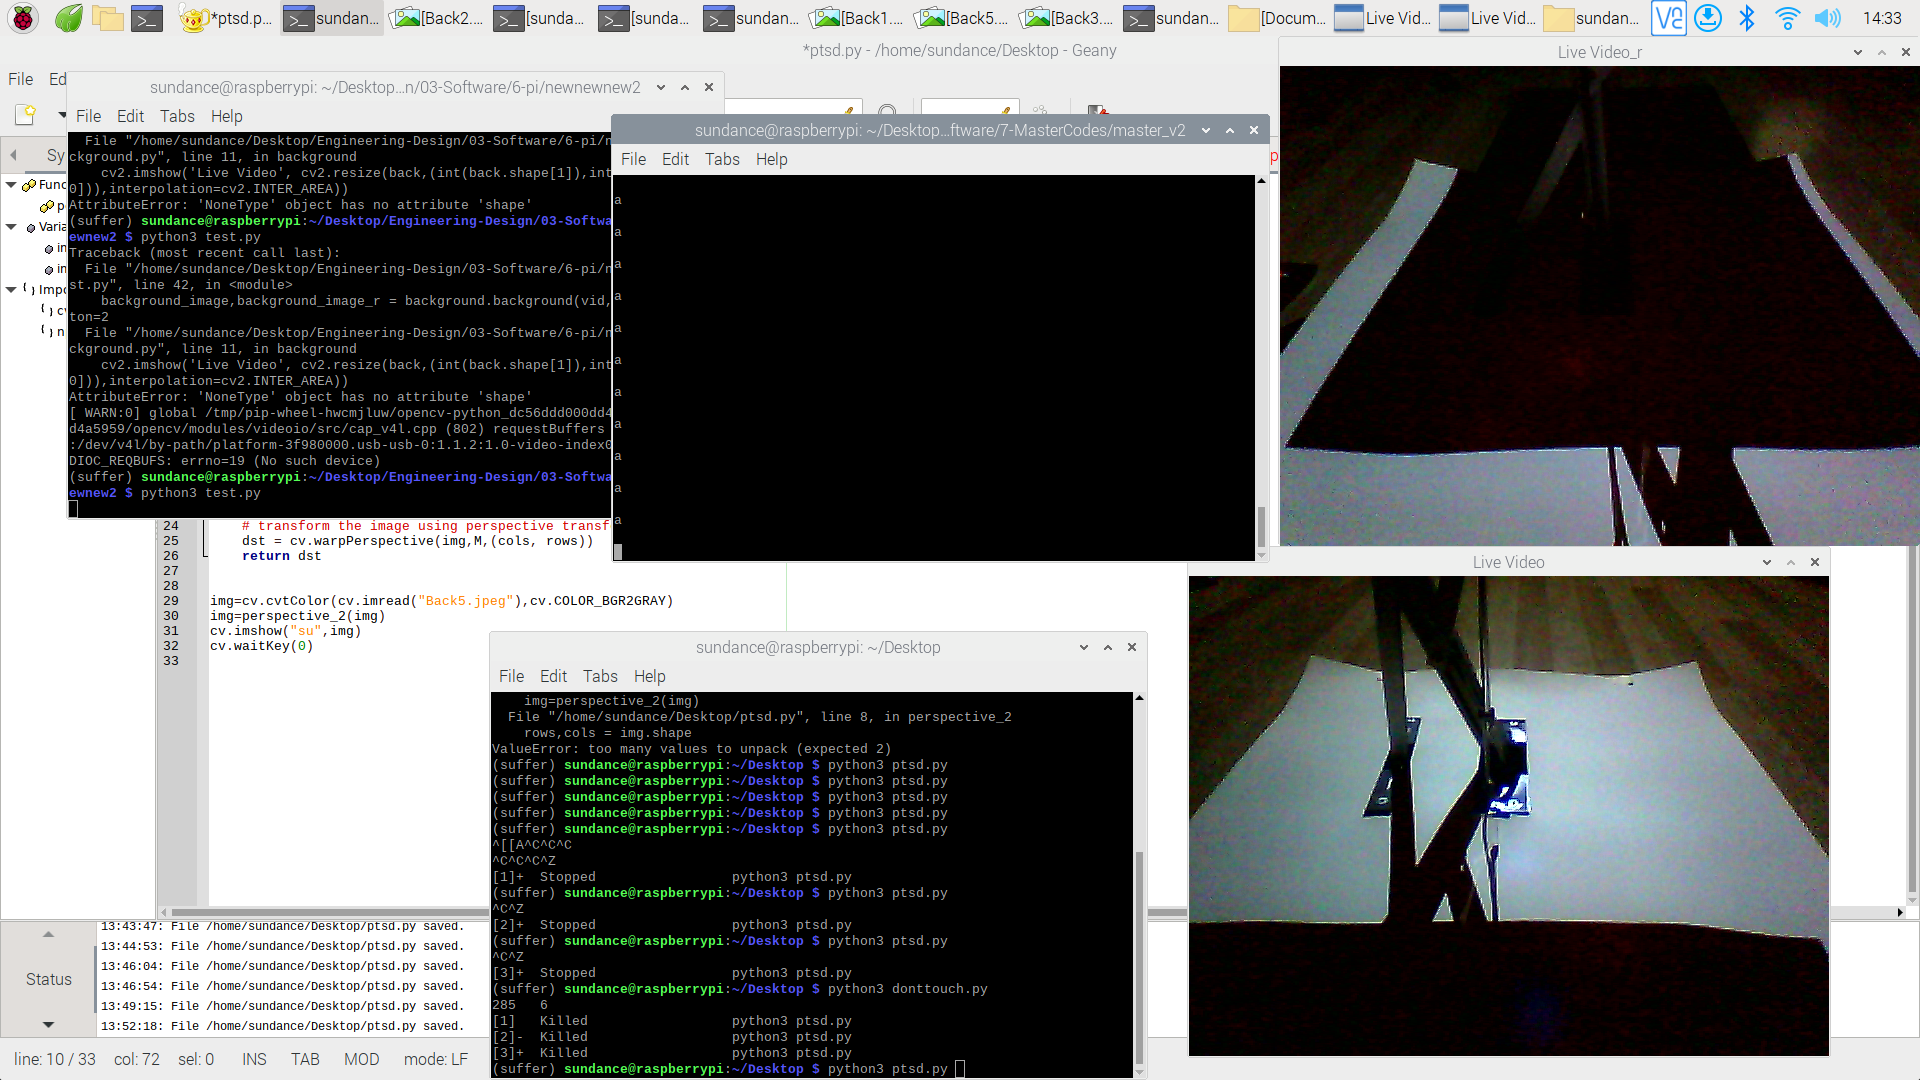 *ptsd.p...
sundan...
[Back2....
[sunda...
[sunda...
sundan...
[Back1....
[Back5....
[Back3....
sundan...
[Docum...
Live Vid...
Live Vid...
sundan...
14:33
*ptsd.py - /home/sundance/Desktop - Geany
File Ed
Sy
Func
p
Varia
in
in
Impo
c
n
sundance@raspberrypi: ~/Desktop...n/03-Software/6-pi/newnewnew2
File Edit Tabs Help
File "/home/sundance/Desktop/Engineering-Design/03-Software/6-pi/n
ckground.py", line 11, in background
cv2.imshow('Live Video', cv2.resize(back,(int(back.shape[1]),int
0])),interpolation=cv2.INTER_AREA))
AttributeError: 'NoneType' object has no attribute 'shape'
(suffer) sundance@raspberrypi:~/Desktop/Engineering-Design/03-Softwa
ewnew2 $ python3 test.py
Traceback (most recent call last):
File "/home/sundance/Desktop/Engineering-Design/03-Software/6-pi/n
st.py", line 42, in <module>
background_image,background_image_r = background.background(vid,
ton=2
File "/home/sundance/Desktop/Engineering-Design/03-Software/6-pi/n
ckground.py", line 11, in background
cv2.imshow('Live Video', cv2.resize(back,(int(back.shape[1]),int
0])),interpolation=cv2.INTER_AREA))
AttributeError: 'NoneType' object has no attribute 'shape'
[ WARN:0] global /tmp/pip-wheel-hwcmjluw/opencv-python_dc56ddd000dd4
d4a5959/opencv/modules/videoio/src/cap_v4l.cpp (802) requestBuffers
:/dev/v4l/by-path/platform-3f980000.usb-usb-0:1.1.2:1.0-video-index0
DIOC_REQBUFS: errno=19 (No such device)
(suffer) sundance@raspberrypi:~/Desktop/Engineering-Design/03-Softwa
ewnew2 $ python3 test.py
sundance@raspberrypi: ~/Desktop...ftware/7-MasterCodes/master_v2
File Edit Tabs Help
a
a
a
a
a
a
a
a
a
a
a
Live Video_r
Live Video
24 # transform the image using perspective transf
25 dst = cv.warpPerspective(img,M,(cols, rows))
26 return dst
27
28
29 img=cv.cvtColor(cv.imread("Back5.jpeg"),cv.COLOR_BGR2GRAY)
30 img=perspective_2(img)
31 cv.imshow("su",img)
32 cv.waitKey(0)
33
sundance@raspberrypi: ~/Desktop
File Edit Tabs Help
img=perspective_2(img)
File "/home/sundance/Desktop/ptsd.py", line 8, in perspective_2
rows,cols = img.shape
ValueError: too many values to unpack (expected 2)
(suffer) sundance@raspberrypi:~/Desktop $ python3 ptsd.py
(suffer) sundance@raspberrypi:~/Desktop $ python3 ptsd.py
(suffer) sundance@raspberrypi:~/Desktop $ python3 ptsd.py
(suffer) sundance@raspberrypi:~/Desktop $ python3 ptsd.py
(suffer) sundance@raspberrypi:~/Desktop $ python3 ptsd.py
^[[A^C^C^C
^C^C^C^C^Z
[1]+ Stopped python3 ptsd.py
(suffer) sundance@raspberrypi:~/Desktop $ python3 ptsd.py
^C^Z
[2]+ Stopped python3 ptsd.py
(suffer) sundance@raspberrypi:~/Desktop $ python3 ptsd.py
^C^Z
[3]+ Stopped python3 ptsd.py
(suffer) sundance@raspberrypi:~/Desktop $ python3 donttouch.py
285 6
[1] Killed python3 ptsd.py
[2]- Killed python3 ptsd.py
[3]+ Killed python3 ptsd.py
(suffer) sundance@raspberrypi:~/Desktop $ python3 ptsd.py
Status
13:43:47: File /home/sundance/Desktop/ptsd.py saved.
13:44:53: File /home/sundance/Desktop/ptsd.py saved.
13:46:04: File /home/sundance/Desktop/ptsd.py saved.
13:46:54: File /home/sundance/Desktop/ptsd.py saved.
13:49:15: File /home/sundance/Desktop/ptsd.py saved.
13:52:18: File /home/sundance/Desktop/ptsd.py saved.
line: 10 / 33 col: 72 sel: 0 INS TAB MOD mode: LF